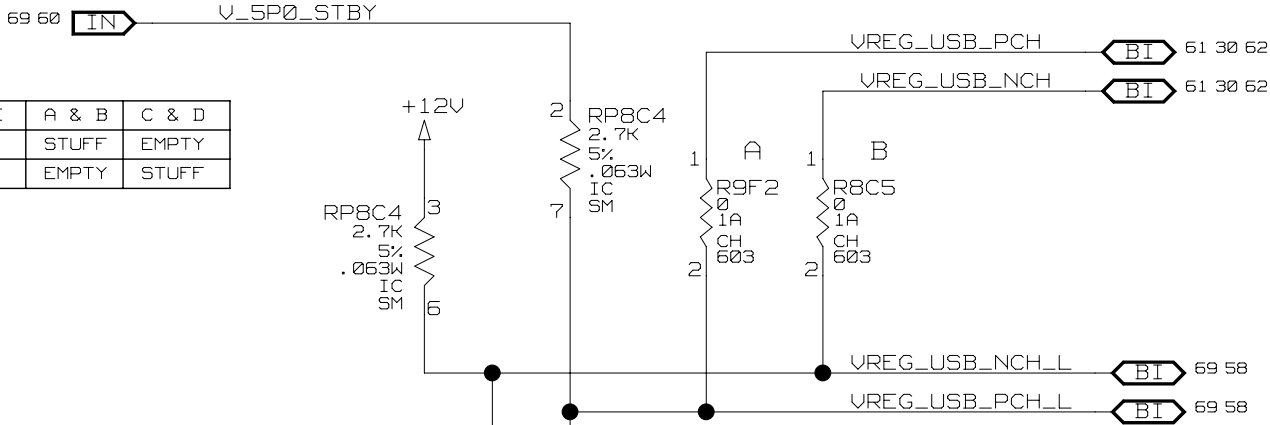 69 60 IN V_5P0_STBY
VREG_USB_PCH BI 61 30 62
VREG_USB_NCH BI 61 30 62
A & B C & D
STUFF EMPTY
EMPTY STUFF
+12V
2
RP8C4
2.7K
5%
.063W
IC
SM
7
3
RP8C4
2.7K
5%
.063W
IC
SM
6
A
1
R9F2
0
1A
CH
603
2
B
1
R8C5
0
1A
CH
603
2
VREG_USB_NCH_L BI 69 58
VREG_USB_PCH_L BI 69 58